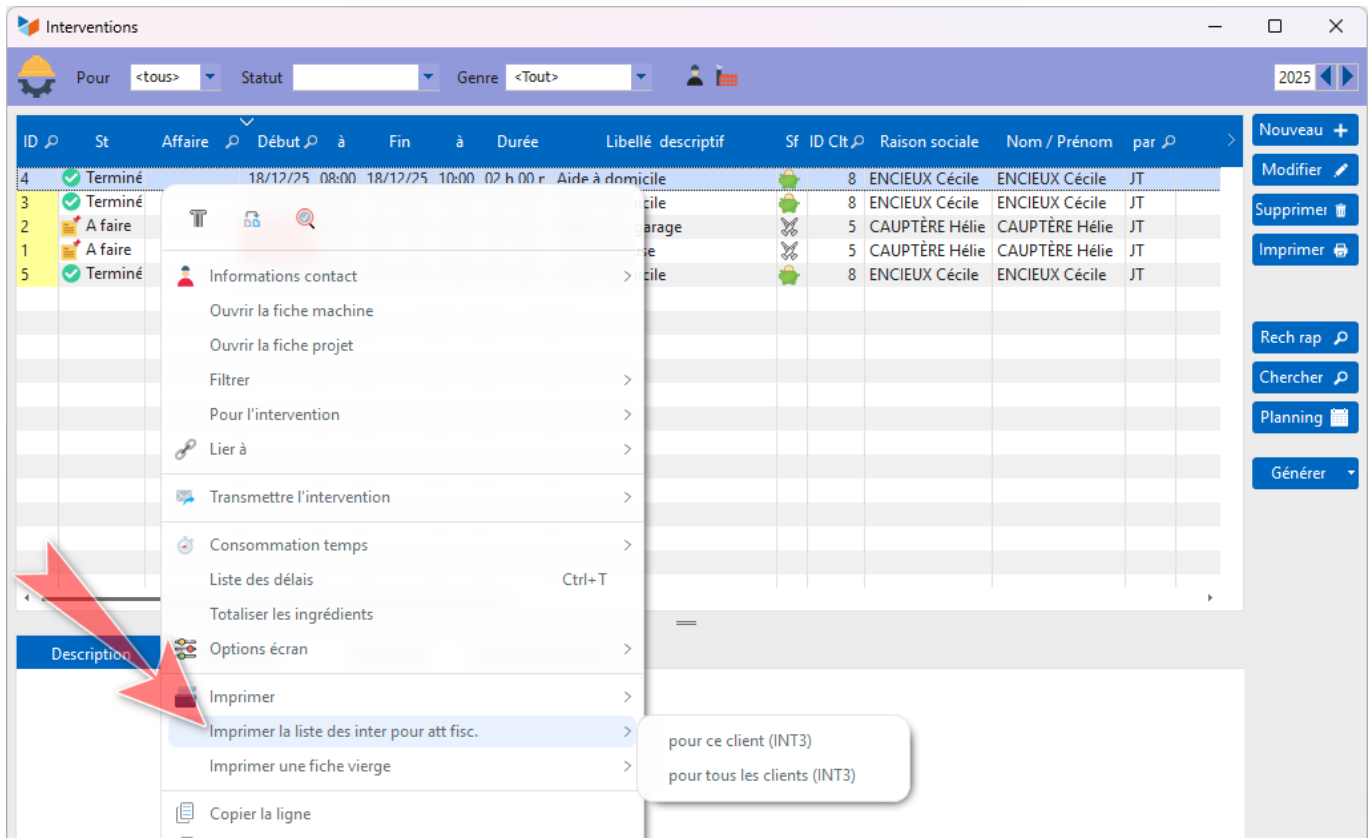 Interventions
Pour <tous> Statut Genre <Tout> 2025
ID St Affaire Début à Fin à Durée Libellé descriptif Sf ID Clt Raison sociale Nom / Prénom par
4 Terminé 18/12/25 08:00 18/12/25 10:00 02 h 00 r Aide à domicile 8 ENCIEUX Cécile ENCIEUX Cécile JT
3 Terminé cile 8 ENCIEUX Cécile ENCIEUX Cécile JT
2 A faire garage 5 CAUPTÈRE Hélie CAUPTÈRE Hélie JT
1 A faire se 5 CAUPTÈRE Hélie CAUPTÈRE Hélie JT
5 Terminé cile 8 ENCIEUX Cécile ENCIEUX Cécile JT
Nouveau
Modifier
Supprimer
Imprimer
Rech rap
Chercher
Planning
Générer
Informations contact
Ouvrir la fiche machine
Ouvrir la fiche projet
Filtrer
Pour l'intervention
Lier à
Transmettre l'intervention
Consommation temps
Liste des délais Ctrl+T
Totaliser les ingrédients
Options écran
Description
Imprimer
Imprimer la liste des inter pour att fisc.
pour ce client (INT3)
pour tous les clients (INT3)
Imprimer une fiche vierge
Copier la ligne